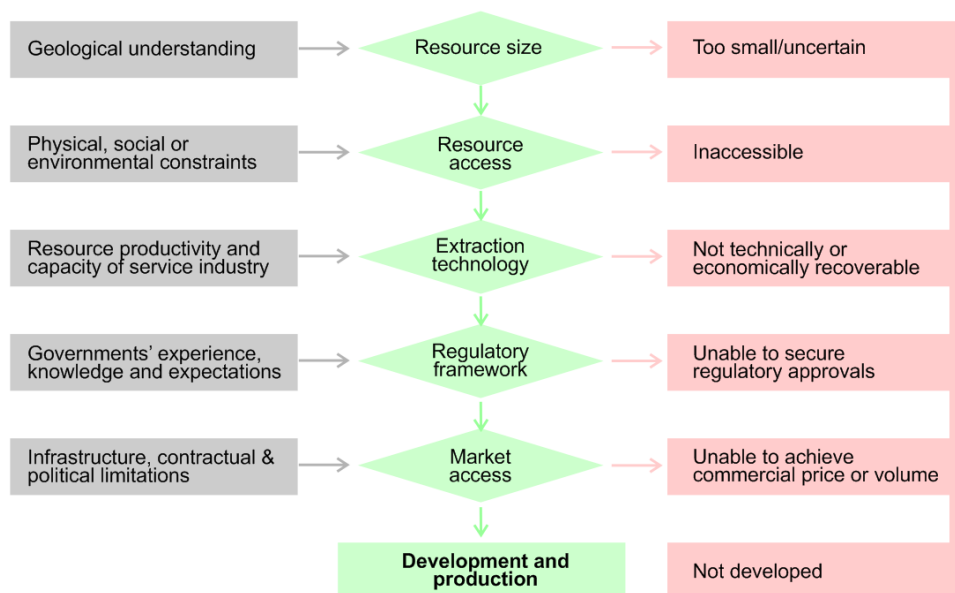 Geological understanding
Resource size
Too small/uncertain
Physical, social or
environmental constraints
Resource
access
Inaccessible
Resource productivity and
capacity of service industry
Extraction
technology
Not technically or
economically recoverable
Governments’ experience,
knowledge and expectations
Regulatory
framework
Unable to secure
regulatory approvals
Infrastructure, contractual &
political limitations
Market
access
Unable to achieve
commercial price or volume
Development and
production
Not developed